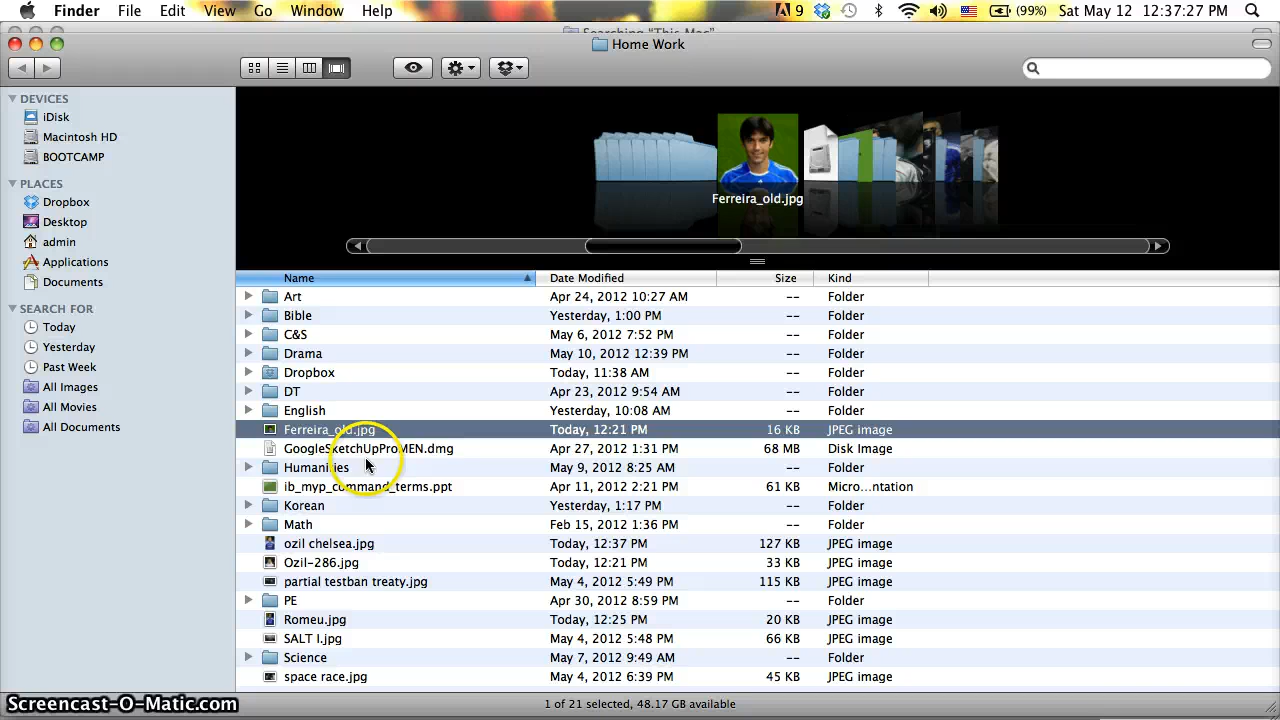 Finder File Edit View Go Window Help 9 (99%) Sat May 12 12:37:27 PM
Searching "This Mac"
Home Work
DEVICES
iDisk
Macintosh HD
BOOTCAMP
PLACES
Dropbox
Desktop
admin
Applications
Documents
SEARCH FOR
Today
Yesterday
Past Week
All Images
All Movies
All Documents
Ferreira_old.jpg
Name Date Modified Size Kind
Art Apr 24, 2012 10:27 AM -- Folder
Bible Yesterday, 1:00 PM -- Folder
C&S May 6, 2012 7:52 PM -- Folder
Drama May 10, 2012 12:39 PM -- Folder
Dropbox Today, 11:38 AM -- Folder
DT Apr 23, 2012 9:54 AM -- Folder
English Yesterday, 10:08 AM -- Folder
Ferreira_old.jpg Today, 12:21 PM 16 KB JPEG image
GoogleSketchUpProMEN.dmg Apr 27, 2012 1:31 PM 68 MB Disk Image
Humanities May 9, 2012 8:25 AM -- Folder
ib_myp_command_terms.ppt Apr 11, 2012 2:21 PM 61 KB Micro...ntation
Korean Yesterday, 1:17 PM -- Folder
Math Feb 15, 2012 1:36 PM -- Folder
ozil chelsea.jpg Today, 12:37 PM 127 KB JPEG image
Ozil-286.jpg Today, 12:21 PM 33 KB JPEG image
partial testban treaty.jpg May 4, 2012 5:49 PM 115 KB JPEG image
PE Apr 30, 2012 8:59 PM -- Folder
Romeu.jpg Today, 12:25 PM 20 KB JPEG image
SALT I.jpg May 4, 2012 5:48 PM 66 KB JPEG image
Science May 7, 2012 9:49 AM -- Folder
space race.jpg May 4, 2012 6:39 PM 45 KB JPEG image
1 of 21 selected, 48.17 GB available
Screencast-O-Matic.com